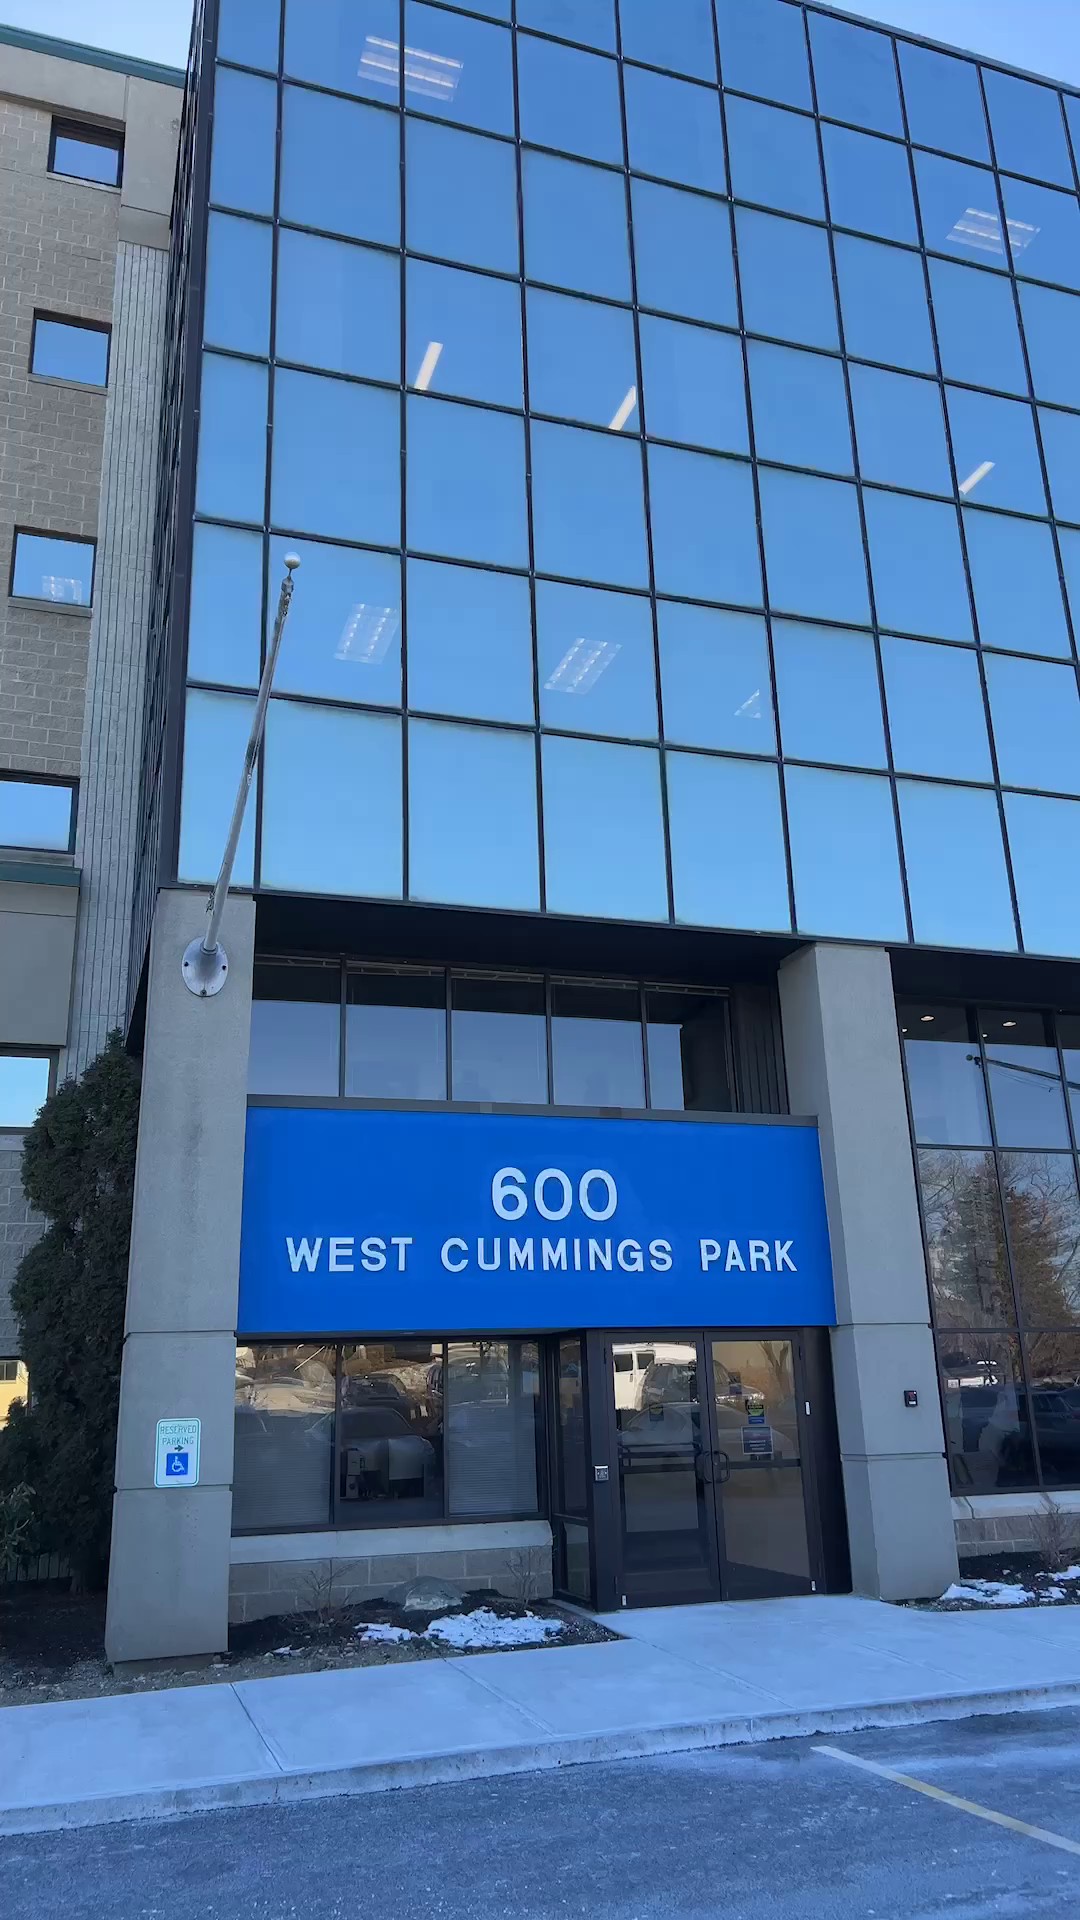 600
WEST CUMMINGS PARK
RESERVED
PARKING